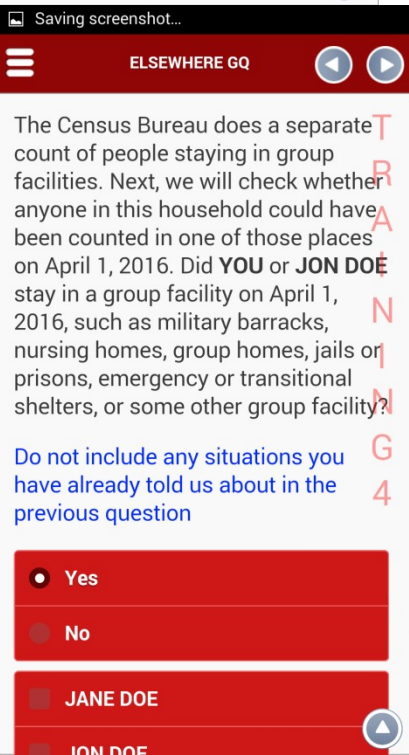 Saving screenshot...
ELSEWHERE GQ
The Census Bureau does a separate
count of people staying in group
facilities. Next, we will check whether
anyone in this household could have
been counted in one of those places
on April 1, 2016. Did YOU or JON DOE
stay in a group facility on April 1,
2016, such as military barracks,
nursing homes, group homes, jails or
prisons, emergency or transitional
shelters, or some other group facility?
Do not include any situations you
have already told us about in the
previous question
TRAINING4
Yes
No
JANE DOE
JON DOE